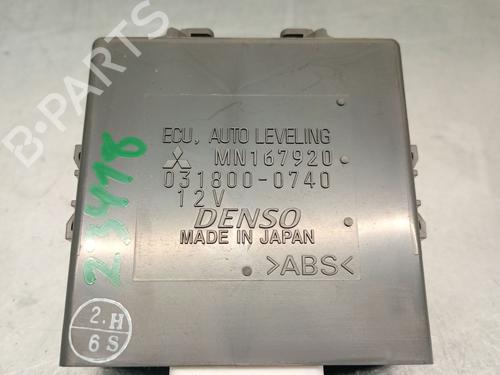 B-PARTS
ECU, AUTO LEVELING
MN167920
031800-0740
12V
DENSO
MADE IN JAPAN
>ABS<
23418
2.H
6S